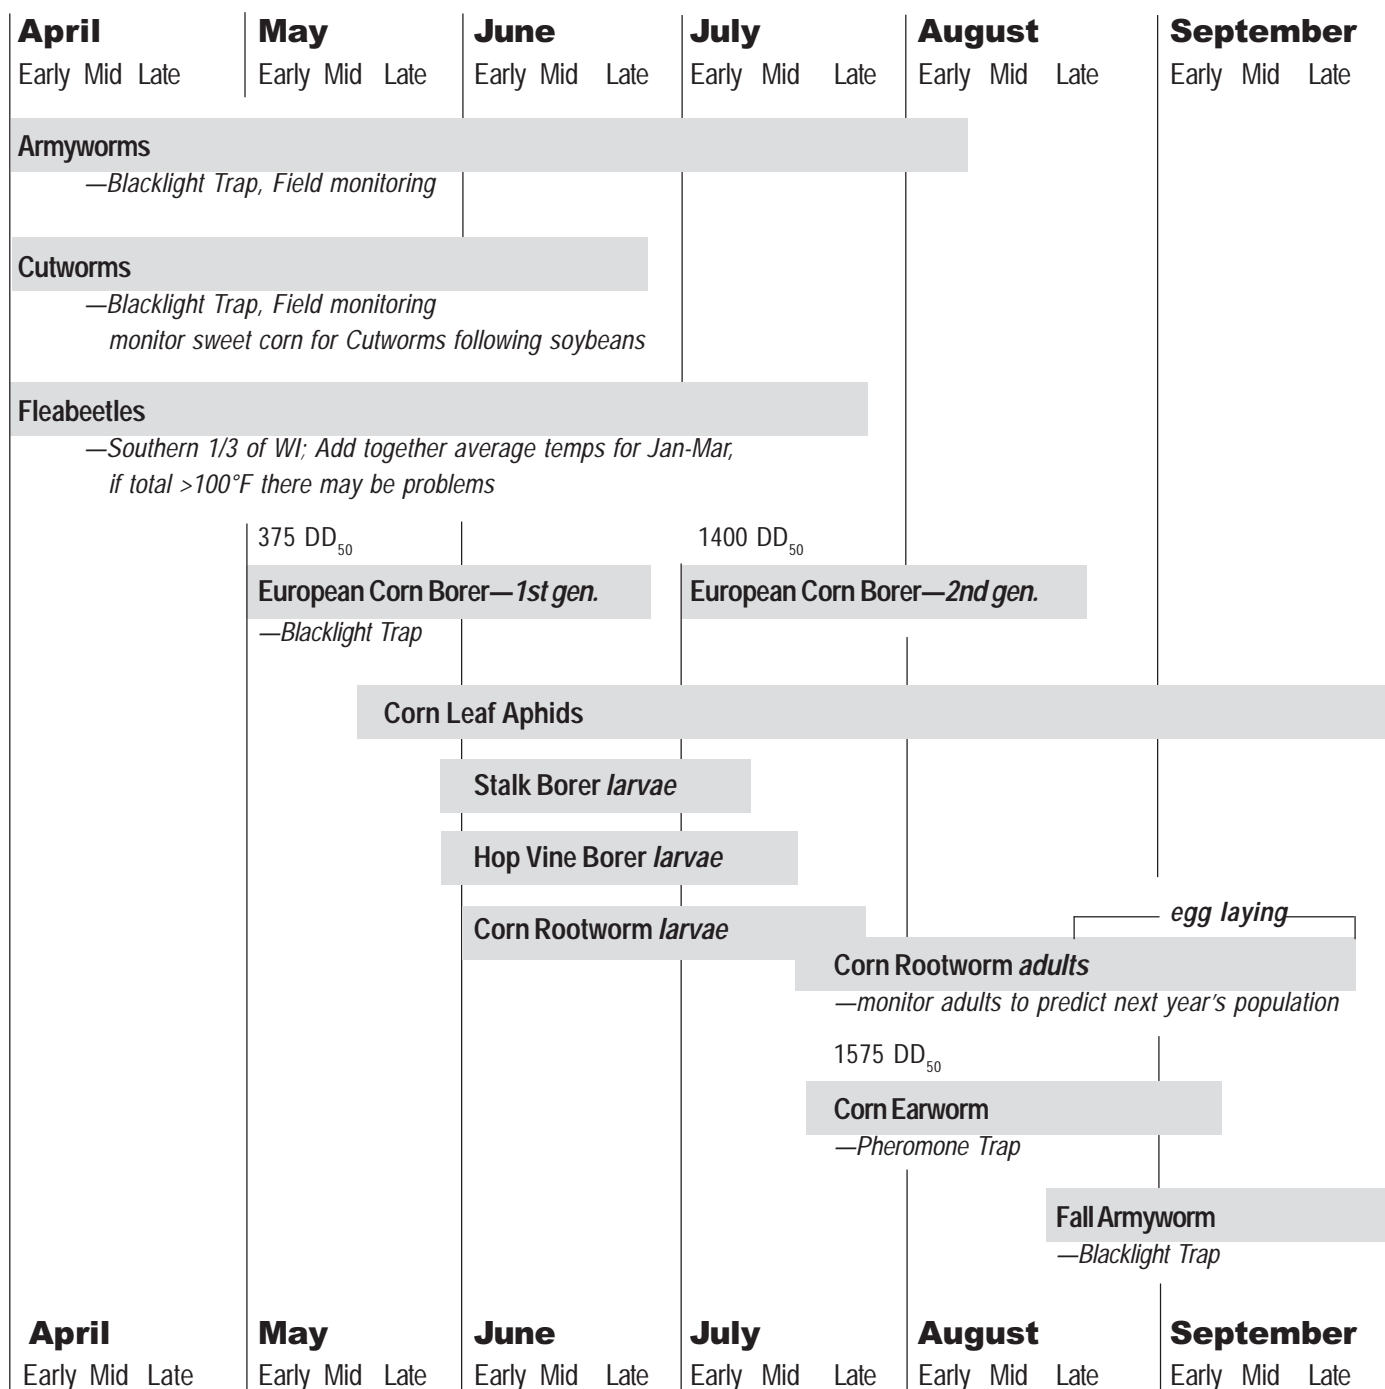 April May June July August September
Early Mid Late Early Mid Late Early Mid Late Early Mid Late Early Mid Late Early Mid Late
Armyworms
—Blacklight Trap, Field monitoring
Cutworms
—Blacklight Trap, Field monitoring
monitor sweet corn for Cutworms following soybeans
Fleabeetles
—Southern 1/3 of WI; Add together average temps for Jan-Mar,
if total >100°F there may be problems
375 DD50 1400 DD50
European Corn Borer—1st gen. European Corn Borer—2nd gen.
—Blacklight Trap
Corn Leaf Aphids
Stalk Borer larvae
Hop Vine Borer larvae
egg laying
Corn Rootworm larvae
Corn Rootworm adults
—monitor adults to predict next year's population
1575 DD50
Corn Earworm
—Pheromone Trap
Fall Armyworm
—Blacklight Trap
April May June July August September
Early Mid Late Early Mid Late Early Mid Late Early Mid Late Early Mid Late Early Mid Late